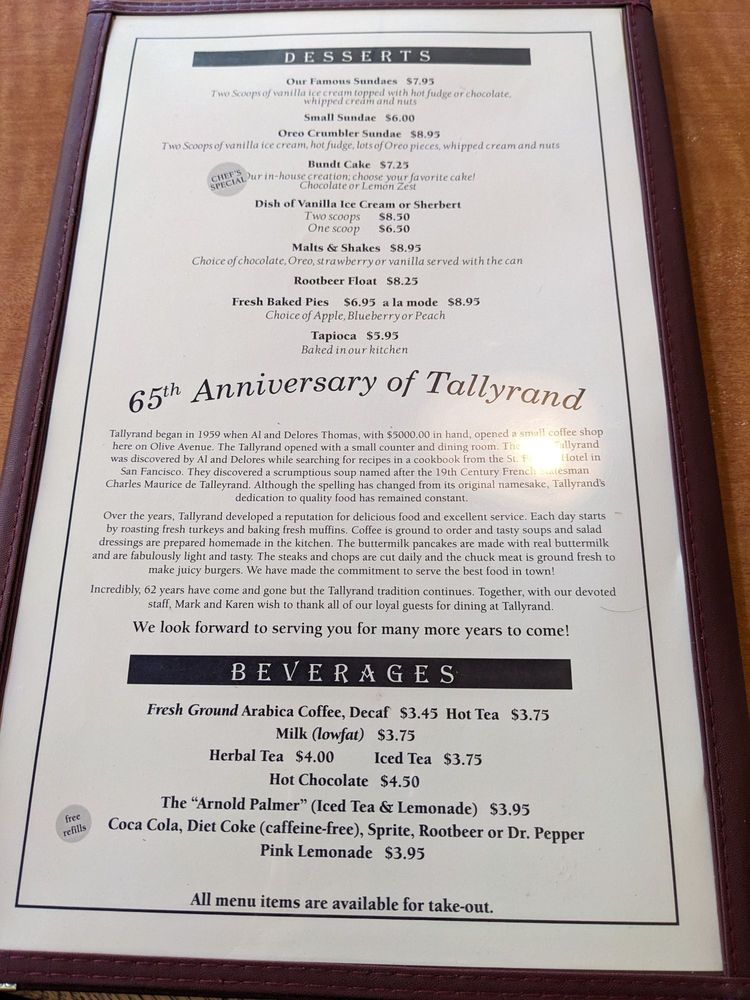 DESSERTS
Our Famous Sundaes $7.95
Two Scoops of vanilla ice cream topped with hot fudge or chocolate,
whipped cream and nuts
Small Sundae $6.00
Oreo Crumbler Sundae $8.95
Two Scoops of vanilla ice cream, hot fudge, lots of Oreo pieces, whipped cream and nuts
Bundt Cake $7.25
CHEF'S
SPECIAL
Our in-house creation; choose your favorite cake!
Chocolate or Lemon Zest
Dish of Vanilla Ice Cream or Sherbert
Two scoops $8.50
One scoop $6.50
Malts & Shakes $8.95
Choice of chocolate, Oreo, strawberry or vanilla served with the can
Rootbeer Float $8.25
Fresh Baked Pies $6.95 a la mode $8.95
Choice of Apple, Blueberry or Peach
Tapioca $5.95
Baked in our kitchen
65th Anniversary of Tallyrand
Tallyrand began in 1959 when Al and Delores Thomas, with $5000.00 in hand, opened a small coffee shop
here on Olive Avenue. The Tallyrand opened with a small counter and dining room. The Tallyrand
was discovered by Al and Delores while searching for recipes in a cookbook from the St. Hotel in
San Fancisco. They discovered a scrumptious soup named after the 19th Century French statesman
Charles Maurice de Talleyrand. Although the spelling has changed from its original namesake, Tallyrand's
dedication to quality food has remained constant.
Over the years, Tallyrand developed a reputation for delicious food and excellent service. Each day starts
by roasting fresh turkeys and baking fresh muffins. Coffee is ground to order and tasty soups and salad
dressings are prepared homemade in the kitchen. The buttermilk pancakes are made with real buttermilk
and are fabulously light and tasty. The steaks and chops are cut daily and the chuck meat is ground fresh to
make juicy burgers. We have made the commitment to serve the best food in town!
Incredibly, 62 years have come and gone but the Tallyrand tradition continues. Together, with our devoted
staff, Mark and Karen wish to thank all of our loyal guests for dining at Tallyrand.
We look forward to serving you for many more years to come!
BEVERAGES
Fresh Ground Arabica Coffee, Decaf $3.45 Hot Tea $3.75
Milk (lowfat) $3.75
Herbal Tea $4.00 Iced Tea $3.75
Hot Chocolate $4.50
The "Arnold Palmer" (Iced Tea & Lemonade) $3.95
free
refills
Coca Cola, Diet Coke (caffeine-free), Sprite, Rootbeer or Dr. Pepper
Pink Lemonade $3.95
All menu items are available for take-out.